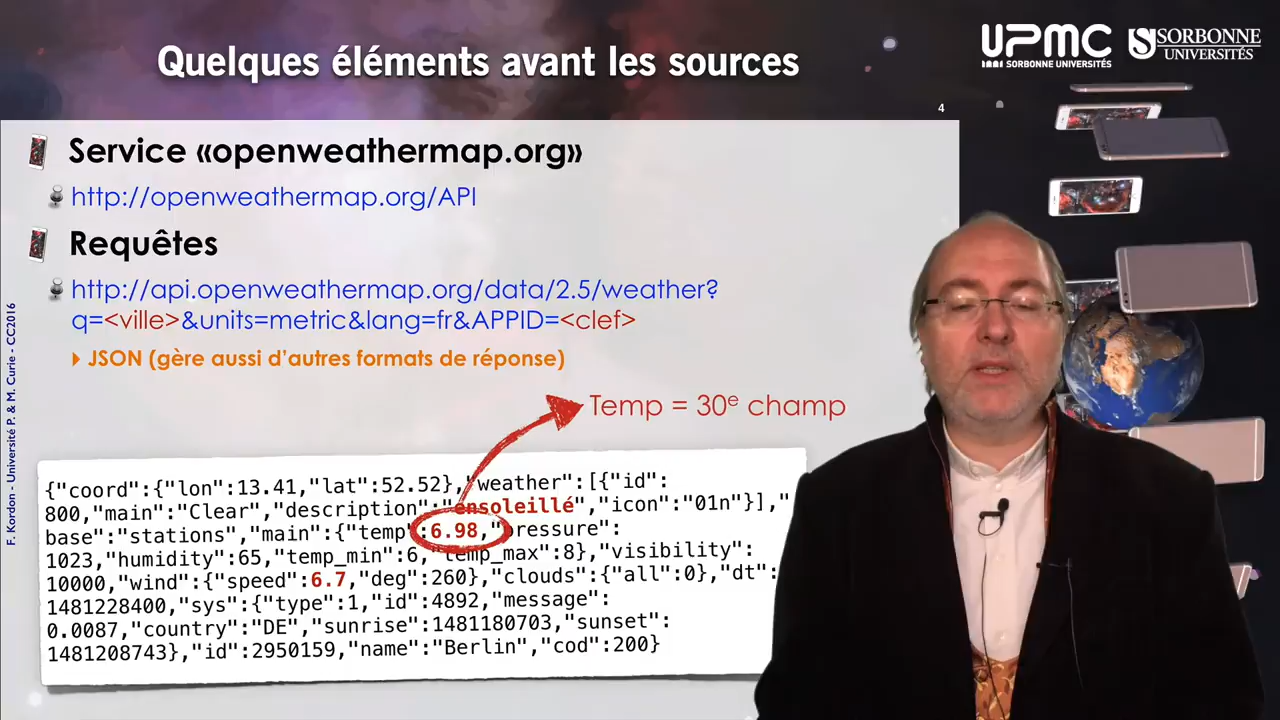 Quelques éléments avant les sources
UPMC
SORBONNE UNIVERSITÉS
SORBONNE
UNIVERSITÉS
4
Service «openweathermap.org»
http://openweathermap.org/API
Requêtes
http://api.openweathermap.org/data/2.5/weather?
q=<ville>&units=metric&lang=fr&APPID=<clef>
JSON (gère aussi d’autres formats de réponse)
Temp = 30e champ
{"coord":{"lon":13.41,"lat":52.52},"weather":[{"id":
800,"main":"Clear","description":"ensoleillé","icon":"01n"}],"
base":"stations","main":{"temp":6.98,"pressure":
1023,"humidity":65,"temp_min":6,"temp_max":8},"visibility":
10000,"wind":{"speed":6.7,"deg":260},"clouds":{"all":0},"dt":
1481228400,"sys":{"type":1,"id":4892,"message":
0.0087,"country":"DE","sunrise":1481180703,"sunset":
1481208743},"id":2950159,"name":"Berlin","cod":200}
F. Kordon - Université P. & M. Curie - CC2016